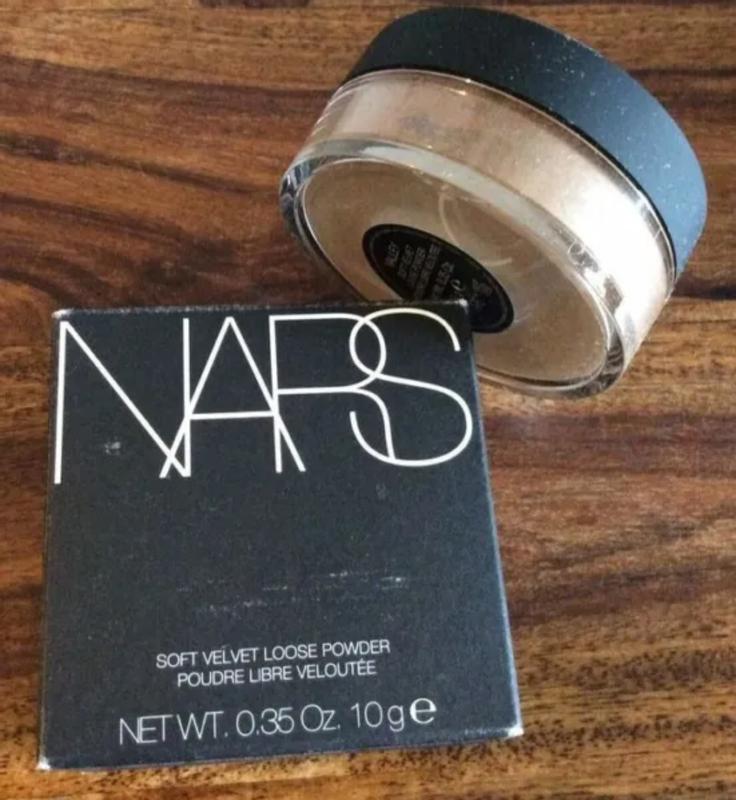 NARS
SOFT VELVET LOOSE POWDER
POUDRE LIBRE VELOUTÉE
NET WT. 0.35 Oz. 10 g e